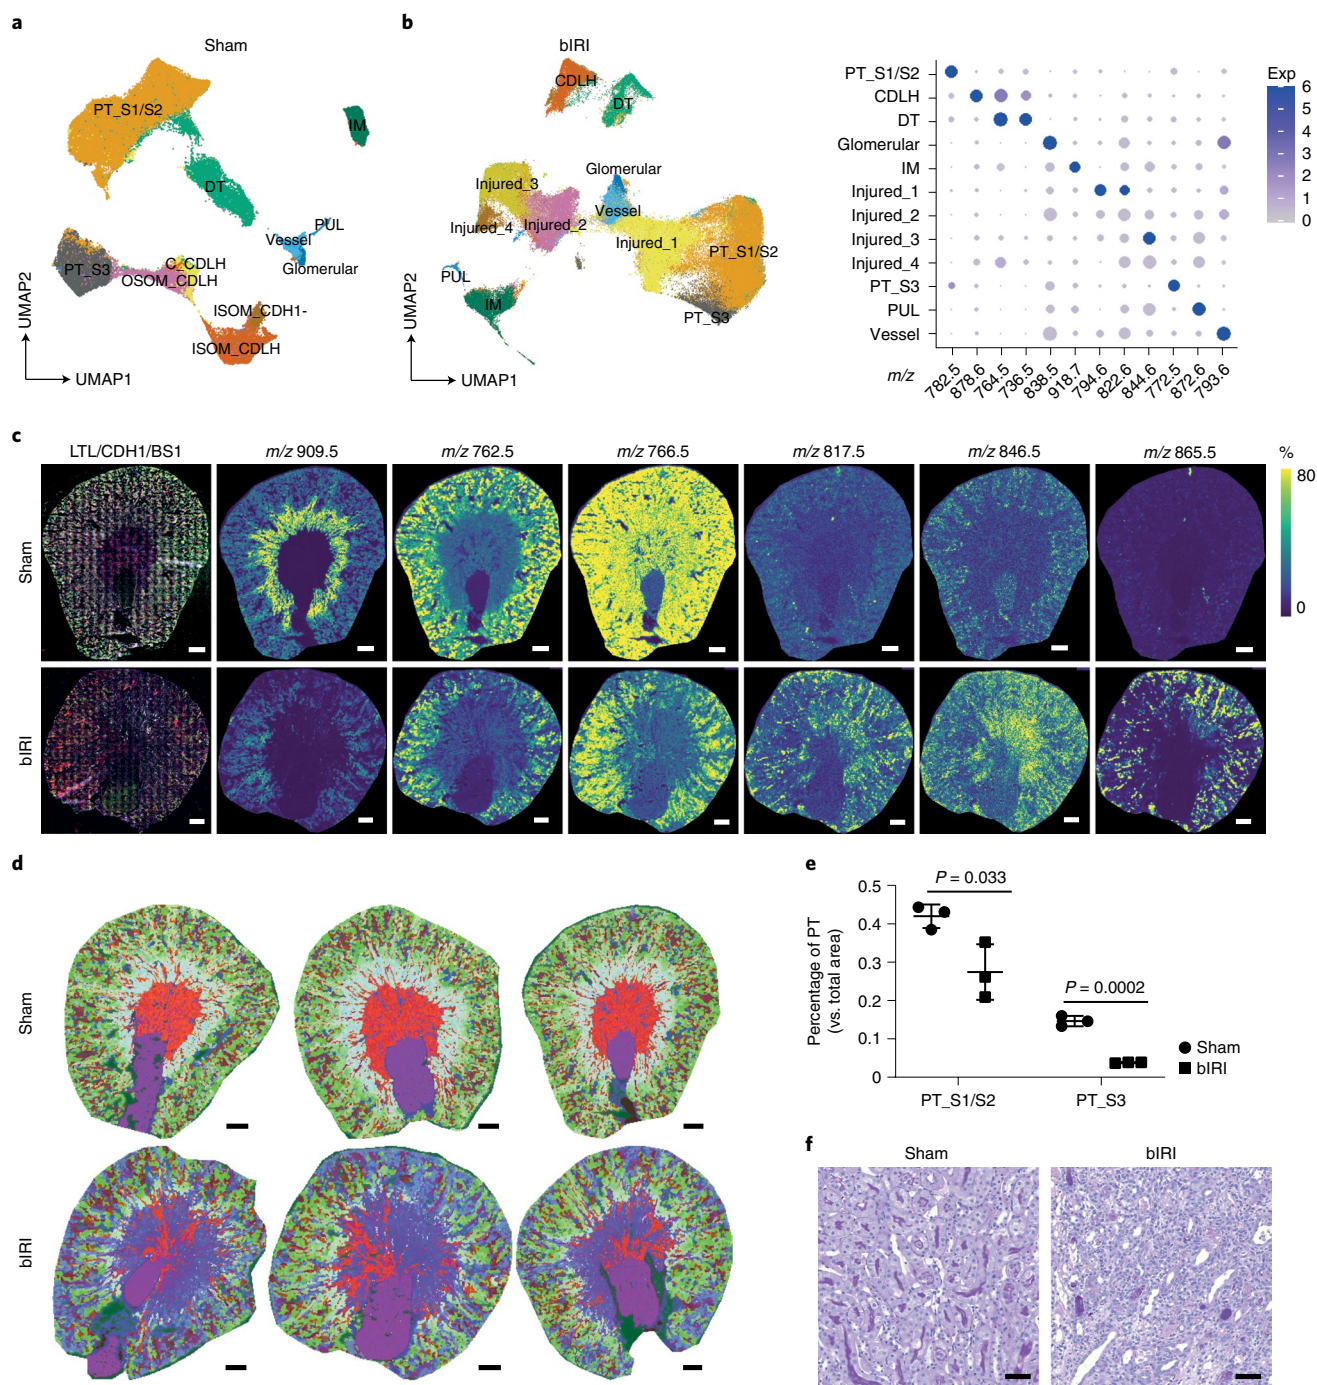 a
Sham
PT_S1/S2
IM
DT
PUL
Vessel
Glomerular
C_CDLH
PT_S3
OSOM_CDLH
ISOM_CDH1-
ISOM_CDLH
UMAP2
UMAP1
b
bIRI
CDLH
DT
Glomerular
Injured_3
Vessel
Injured_4
Injured_2
Injured_1
PT_S1/S2
PUL
IM
PT_S3
UMAP2
UMAP1
PT_S1/S2
CDLH
DT
Glomerular
IM
Injured_1
Injured_2
Injured_3
Injured_4
PT_S3
PUL
Vessel
m/z
782.5
878.6
764.5
736.5
838.5
918.7
794.6
822.6
844.6
772.5
872.6
793.6
Exp
6
5
4
3
2
1
0
c
LTL/CDH1/BS1
m/z 909.5
m/z 762.5
m/z 766.5
m/z 817.5
m/z 846.5
m/z 865.5
%
80
0
Sham
bIRI
d
Sham
bIRI
e
P = 0.033
P = 0.0002
Percentage of PT
(vs. total area)
0.5
0.4
0.3
0.2
0.1
0
PT_S1/S2
PT_S3
Sham
bIRI
f
Sham
bIRI